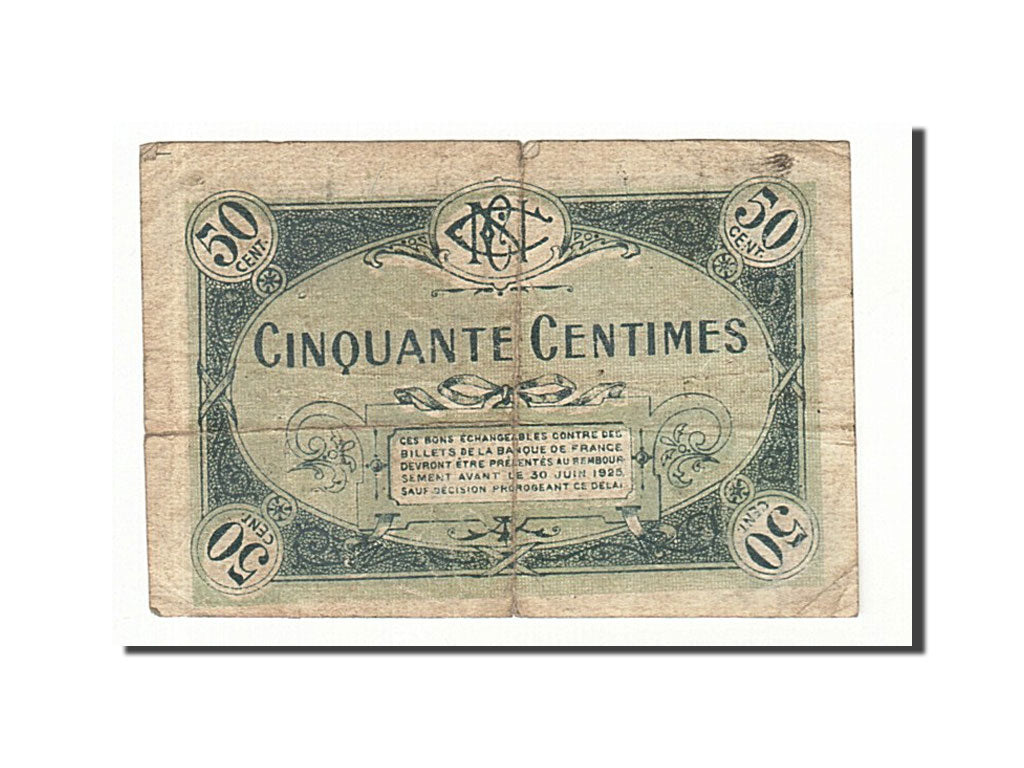 50 CENT.
50 CENT.
CINQUANTE CENTIMES
CES BONS ÉCHANGEABLES CONTRE DES
BILLETS DE LA BANQUE DE FRANCE
DEVRONT ÊTRE PRÉSENTÉS AU REMBOUR
SEMENT AVANT LE 30 JUIN 1925,
SAUF DÉCISION PROROGEANT CE DÉLAI
50 CENT.
50 CENT.